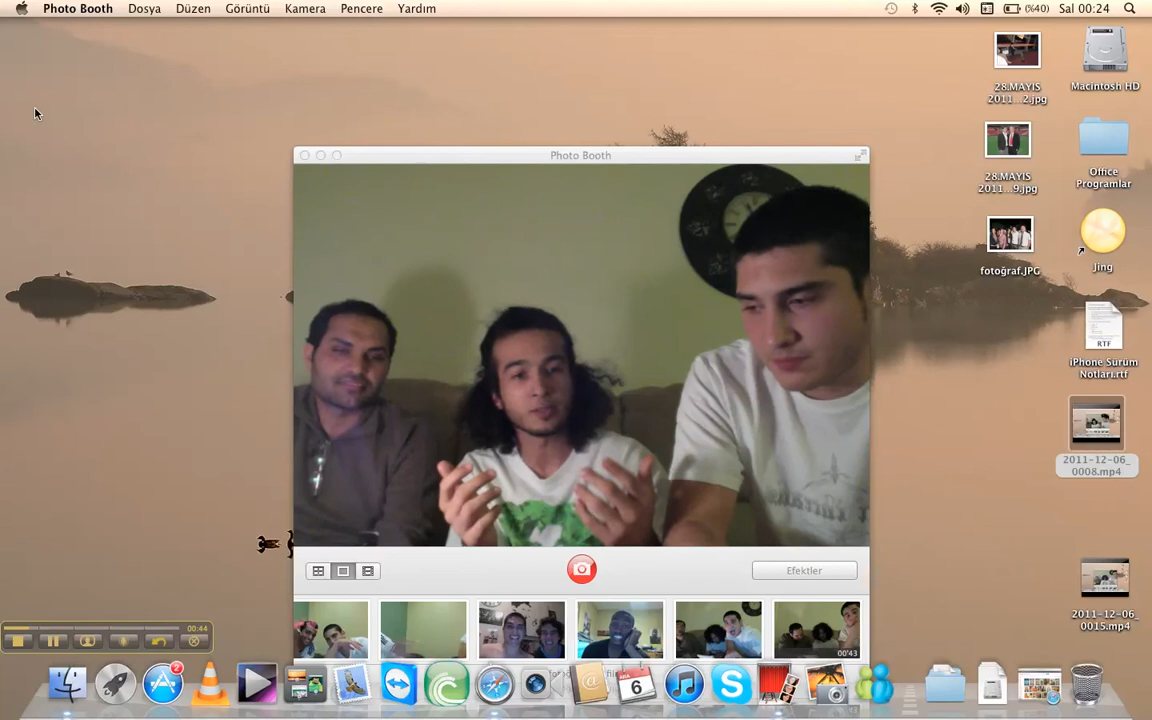 Photo Booth Dosya Düzen Görüntü Kamera Pencere Yardım (%40) Sal 00:24
28.MAYIS
2011...2.jpg
Macintosh HD
Photo Booth
28.MAYIS
2011...9.jpg
Office
Programlar
fotoğraf.JPG
Jing
RTF
iPhone Sürüm
Notları.rtf
2011-12-06_
0008.mp4
Efektler
00:44
2011-12-06_
0015.mp4
00:43
2
ARA
6